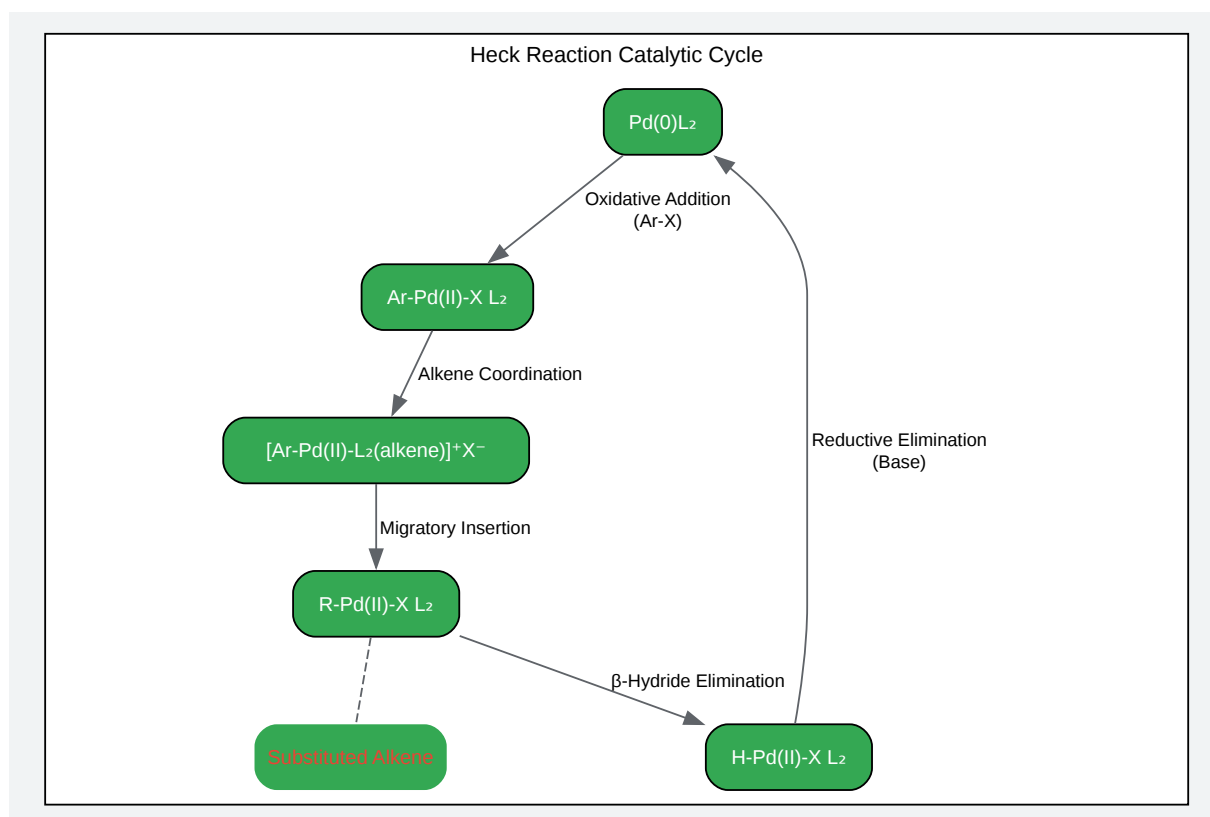 Heck Reaction Catalytic Cycle
Pd(0)L₂
Oxidative Addition
(Ar-X)
Ar-Pd(II)-X L₂
Alkene Coordination
[Ar-Pd(II)-L₂(alkene)]⁺X⁻
Reductive Elimination
(Base)
Migratory Insertion
R-Pd(II)-X L₂
β-Hydride Elimination
Substituted Alkene
H-Pd(II)-X L₂